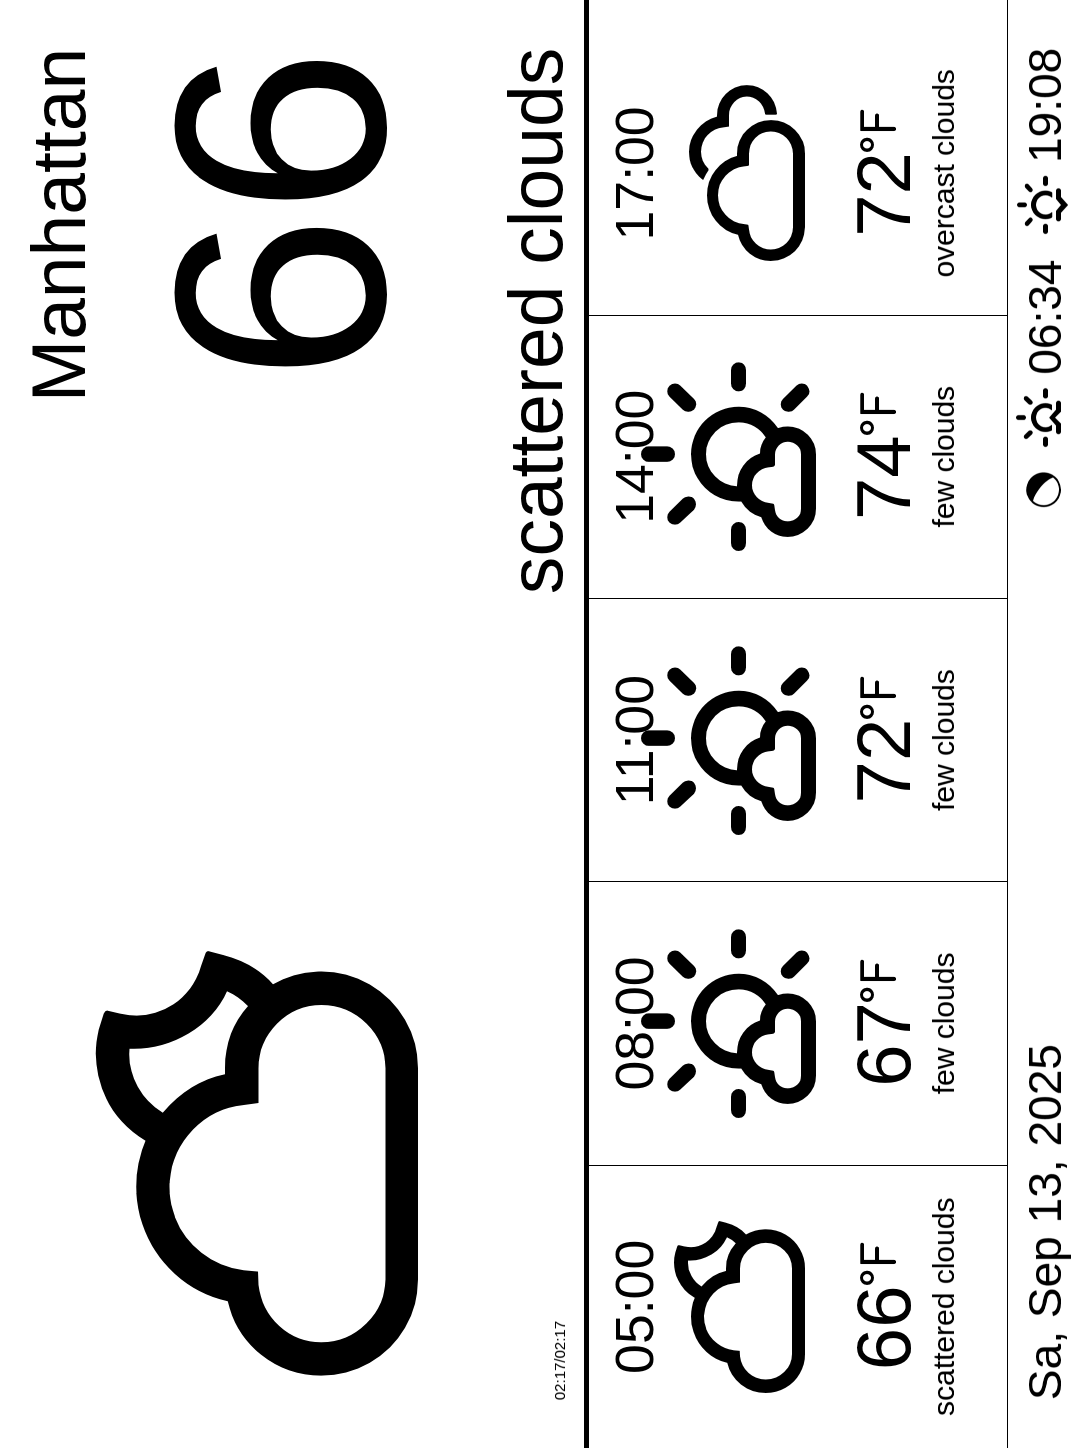 Manhattan
66
scattered clouds
02:17/02:17
05:00
66°F
scattered clouds
08:00
67°F
few clouds
11:00
72°F
few clouds
14:00
74°F
few clouds
17:00
72°F
overcast clouds
Sa, Sep 13, 2025
06:34
19:08